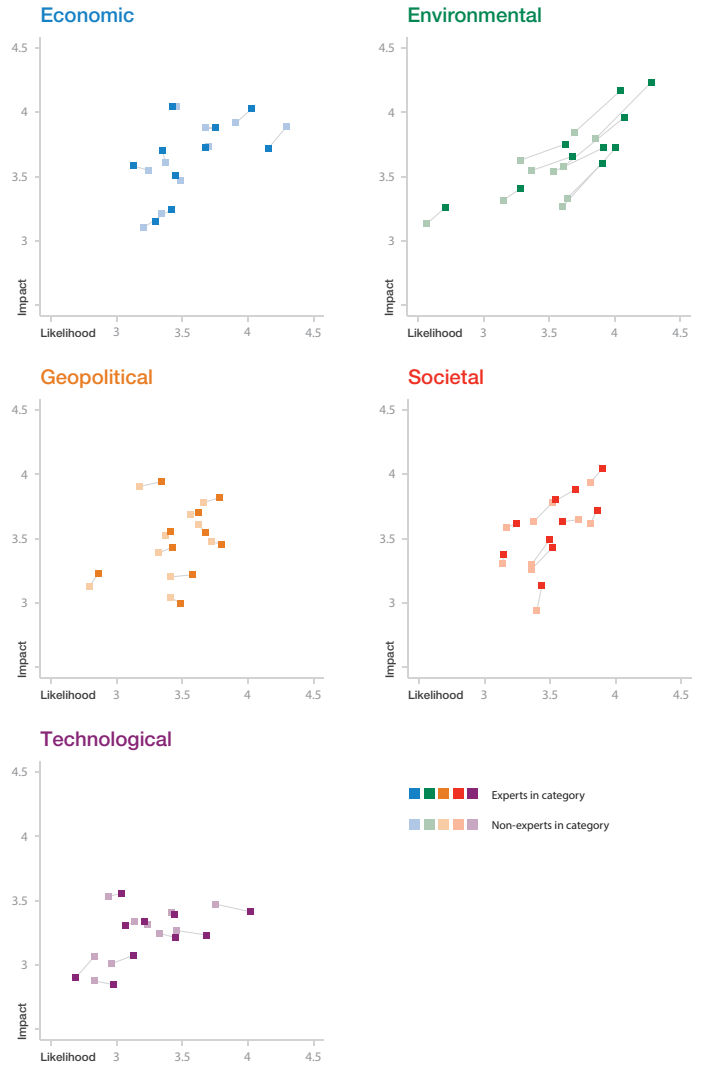 Economic
4.5
4
3.5
3
Impact
Likelihood 3 3.5 4 4.5
Environmental
4.5
4
3.5
3
Impact
Likelihood 3 3.5 4 4.5
Geopolitical
4.5
4
3.5
3
Impact
Likelihood 3 3.5 4 4.5
Societal
4.5
4
3.5
3
Impact
Likelihood 3 3.5 4 4.5
Technological
4.5
4
3.5
3
Impact
Likelihood 3 3.5 4 4.5
Experts in category
Non-experts in category